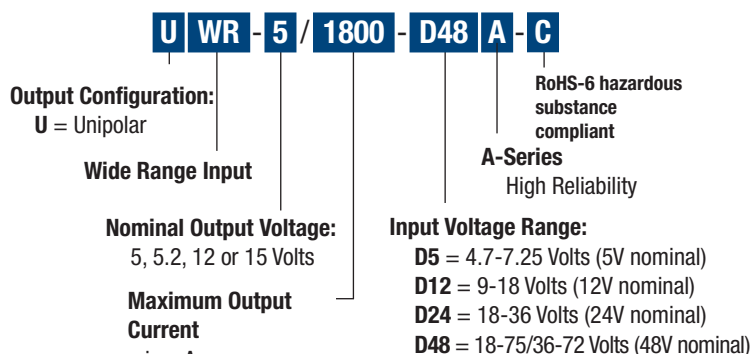 U WR - 5 / 1800 - D48 A - C
Output Configuration:
U = Unipolar
Wide Range Input
Nominal Output Voltage:
5, 5.2, 12 or 15 Volts
Maximum Output
Current
RoHS-6 hazardous
substance
compliant
A-Series
High Reliability
Input Voltage Range:
D5 = 4.7-7.25 Volts (5V nominal)
D12 = 9-18 Volts (12V nominal)
D24 = 18-36 Volts (24V nominal)
D48 = 18-75/36-72 Volts (48V nominal)